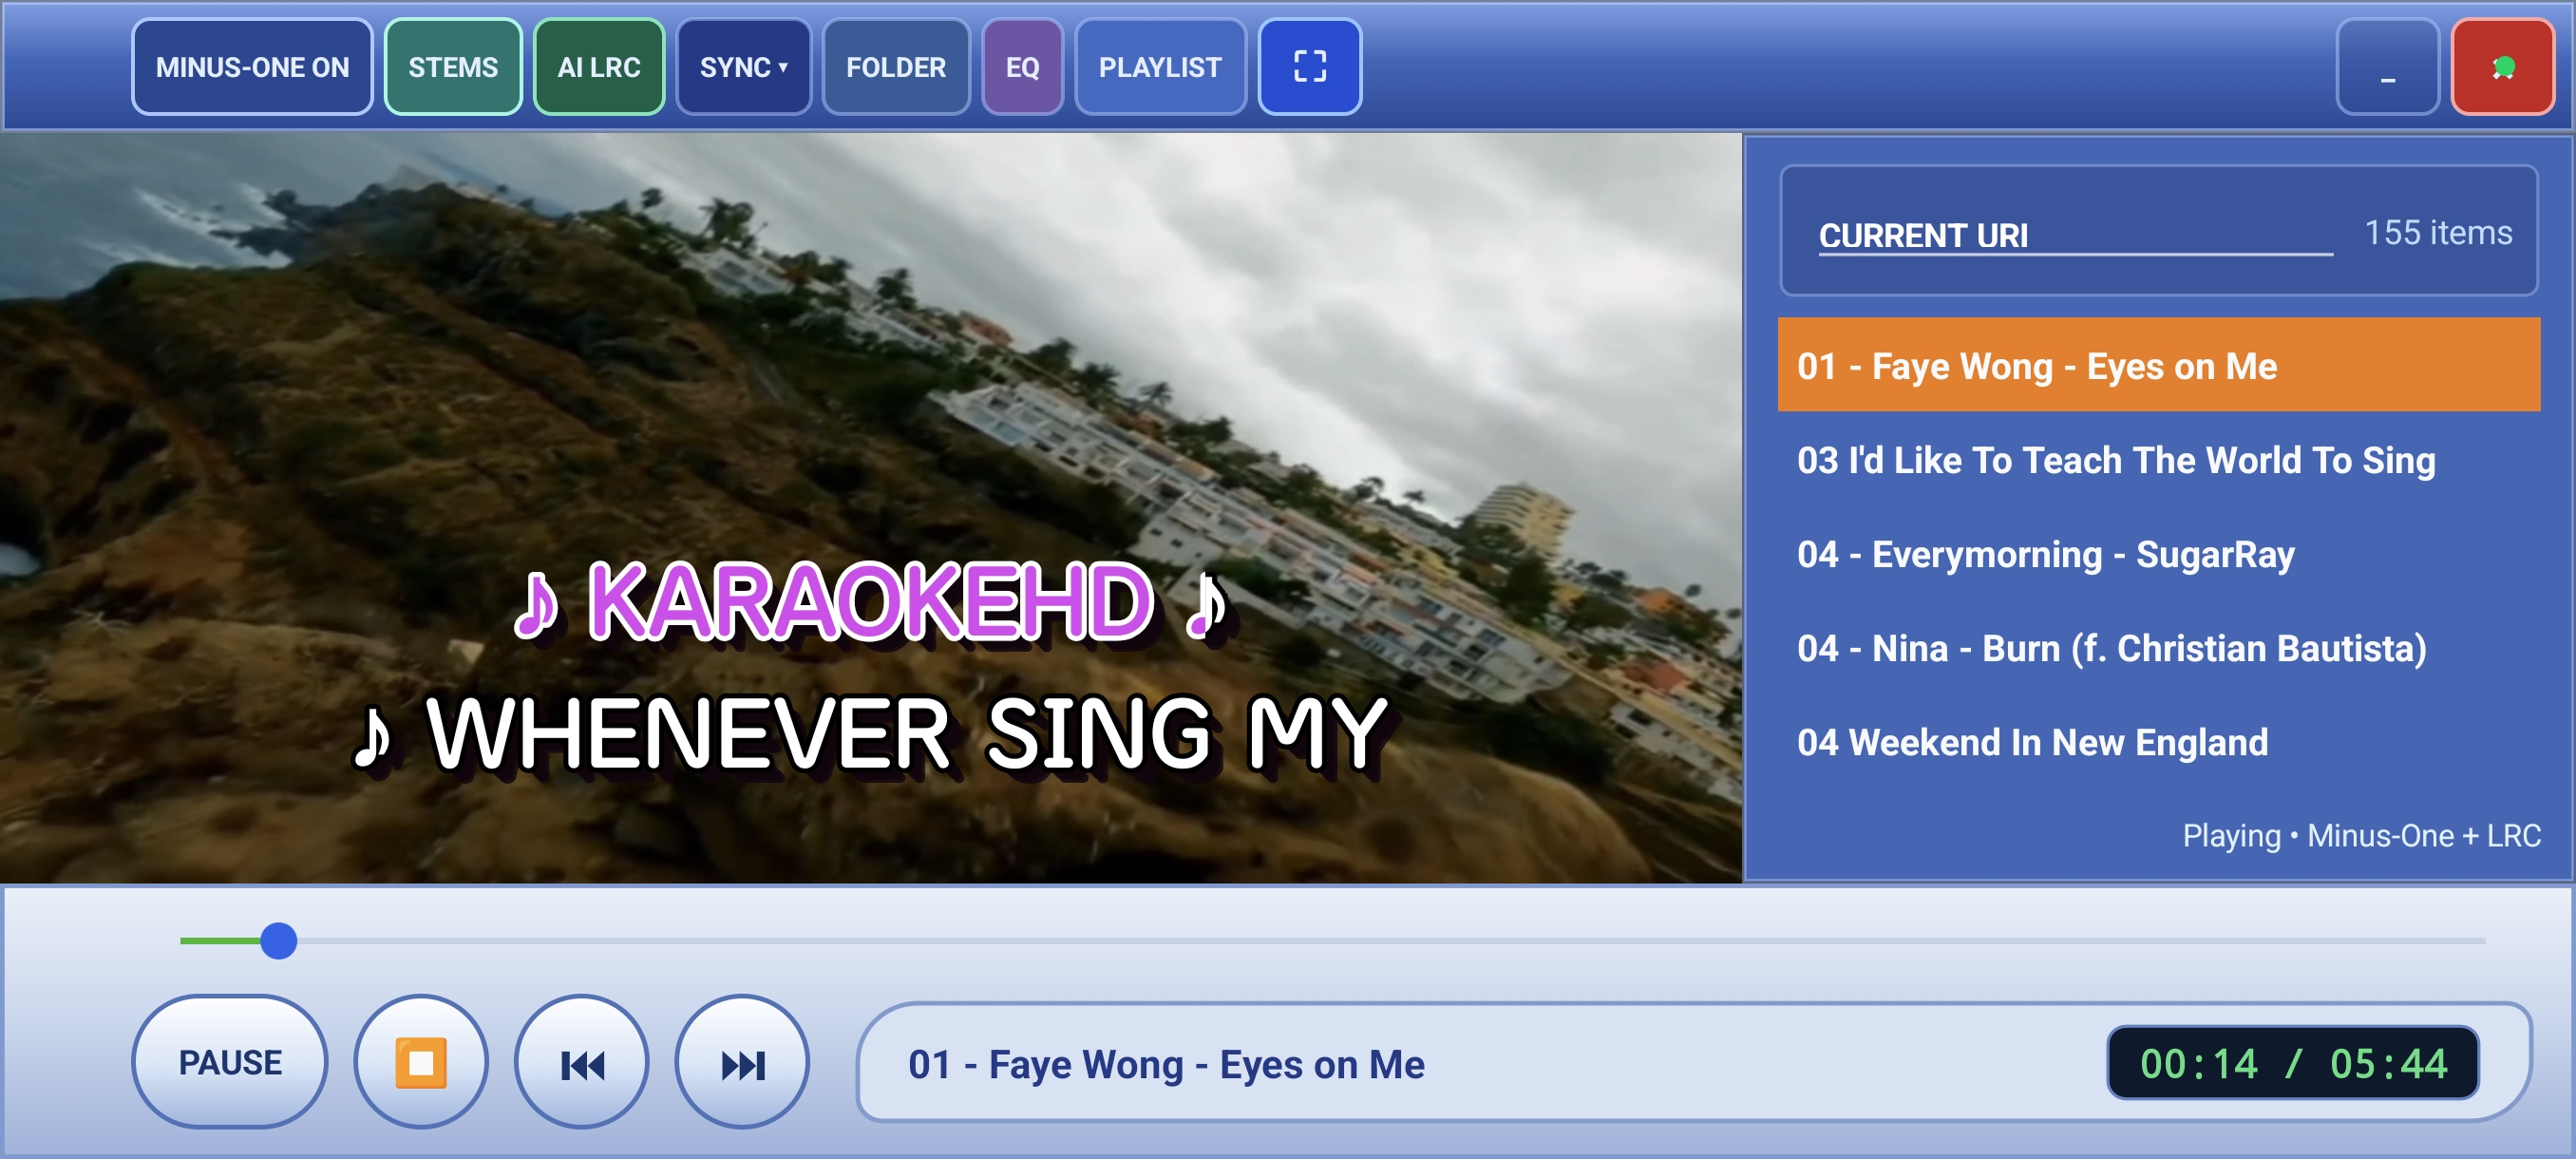 MINUS-ONE ON STEMS AI LRC SYNC ▾ FOLDER EQ PLAYLIST
CURRENT URI 155 items
01 - Faye Wong - Eyes on Me
03 I'd Like To Teach The World To Sing
04 - Everymorning - SugarRay
04 - Nina - Burn (f. Christian Bautista)
04 Weekend In New England
Playing • Minus-One + LRC
♪ KARAOKEHD ♪
♪ WHENEVER SING MY
PAUSE
01 - Faye Wong - Eyes on Me
00:14 / 05:44